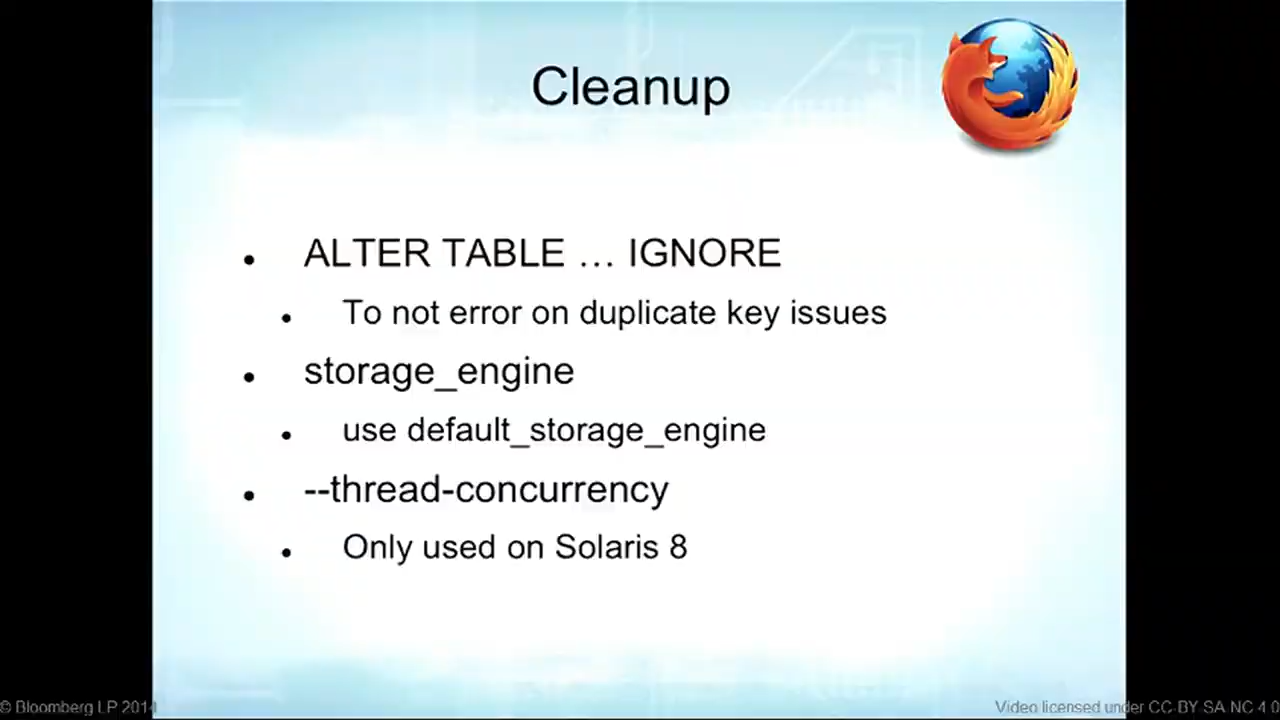 Cleanup
• ALTER TABLE … IGNORE
• To not error on duplicate key issues
• storage_engine
• use default_storage_engine
• --thread-concurrency
• Only used on Solaris 8
© Bloomberg LP 2014
Video licensed under CC-BY SA NC 4.0